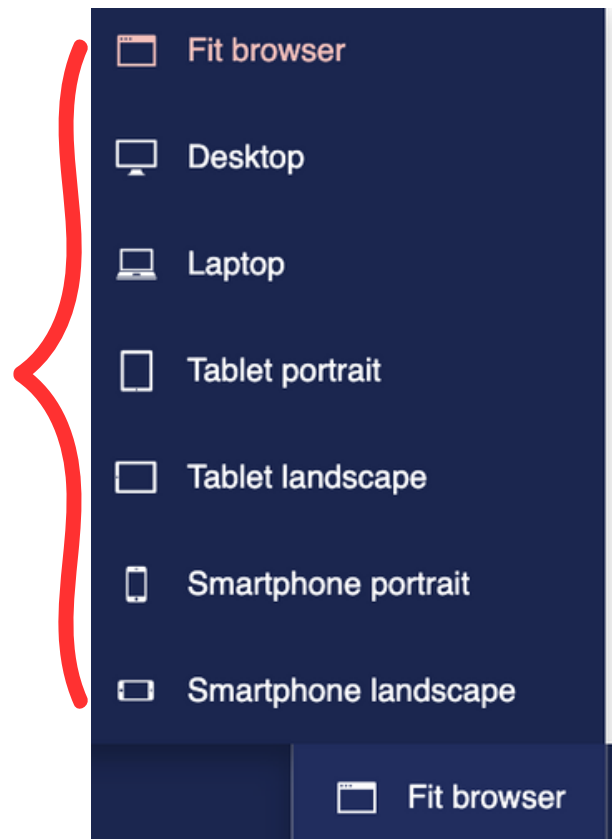 Fit browser
Desktop
Laptop
Tablet portrait
Tablet landscape
Smartphone portrait
Smartphone landscape
Fit browser